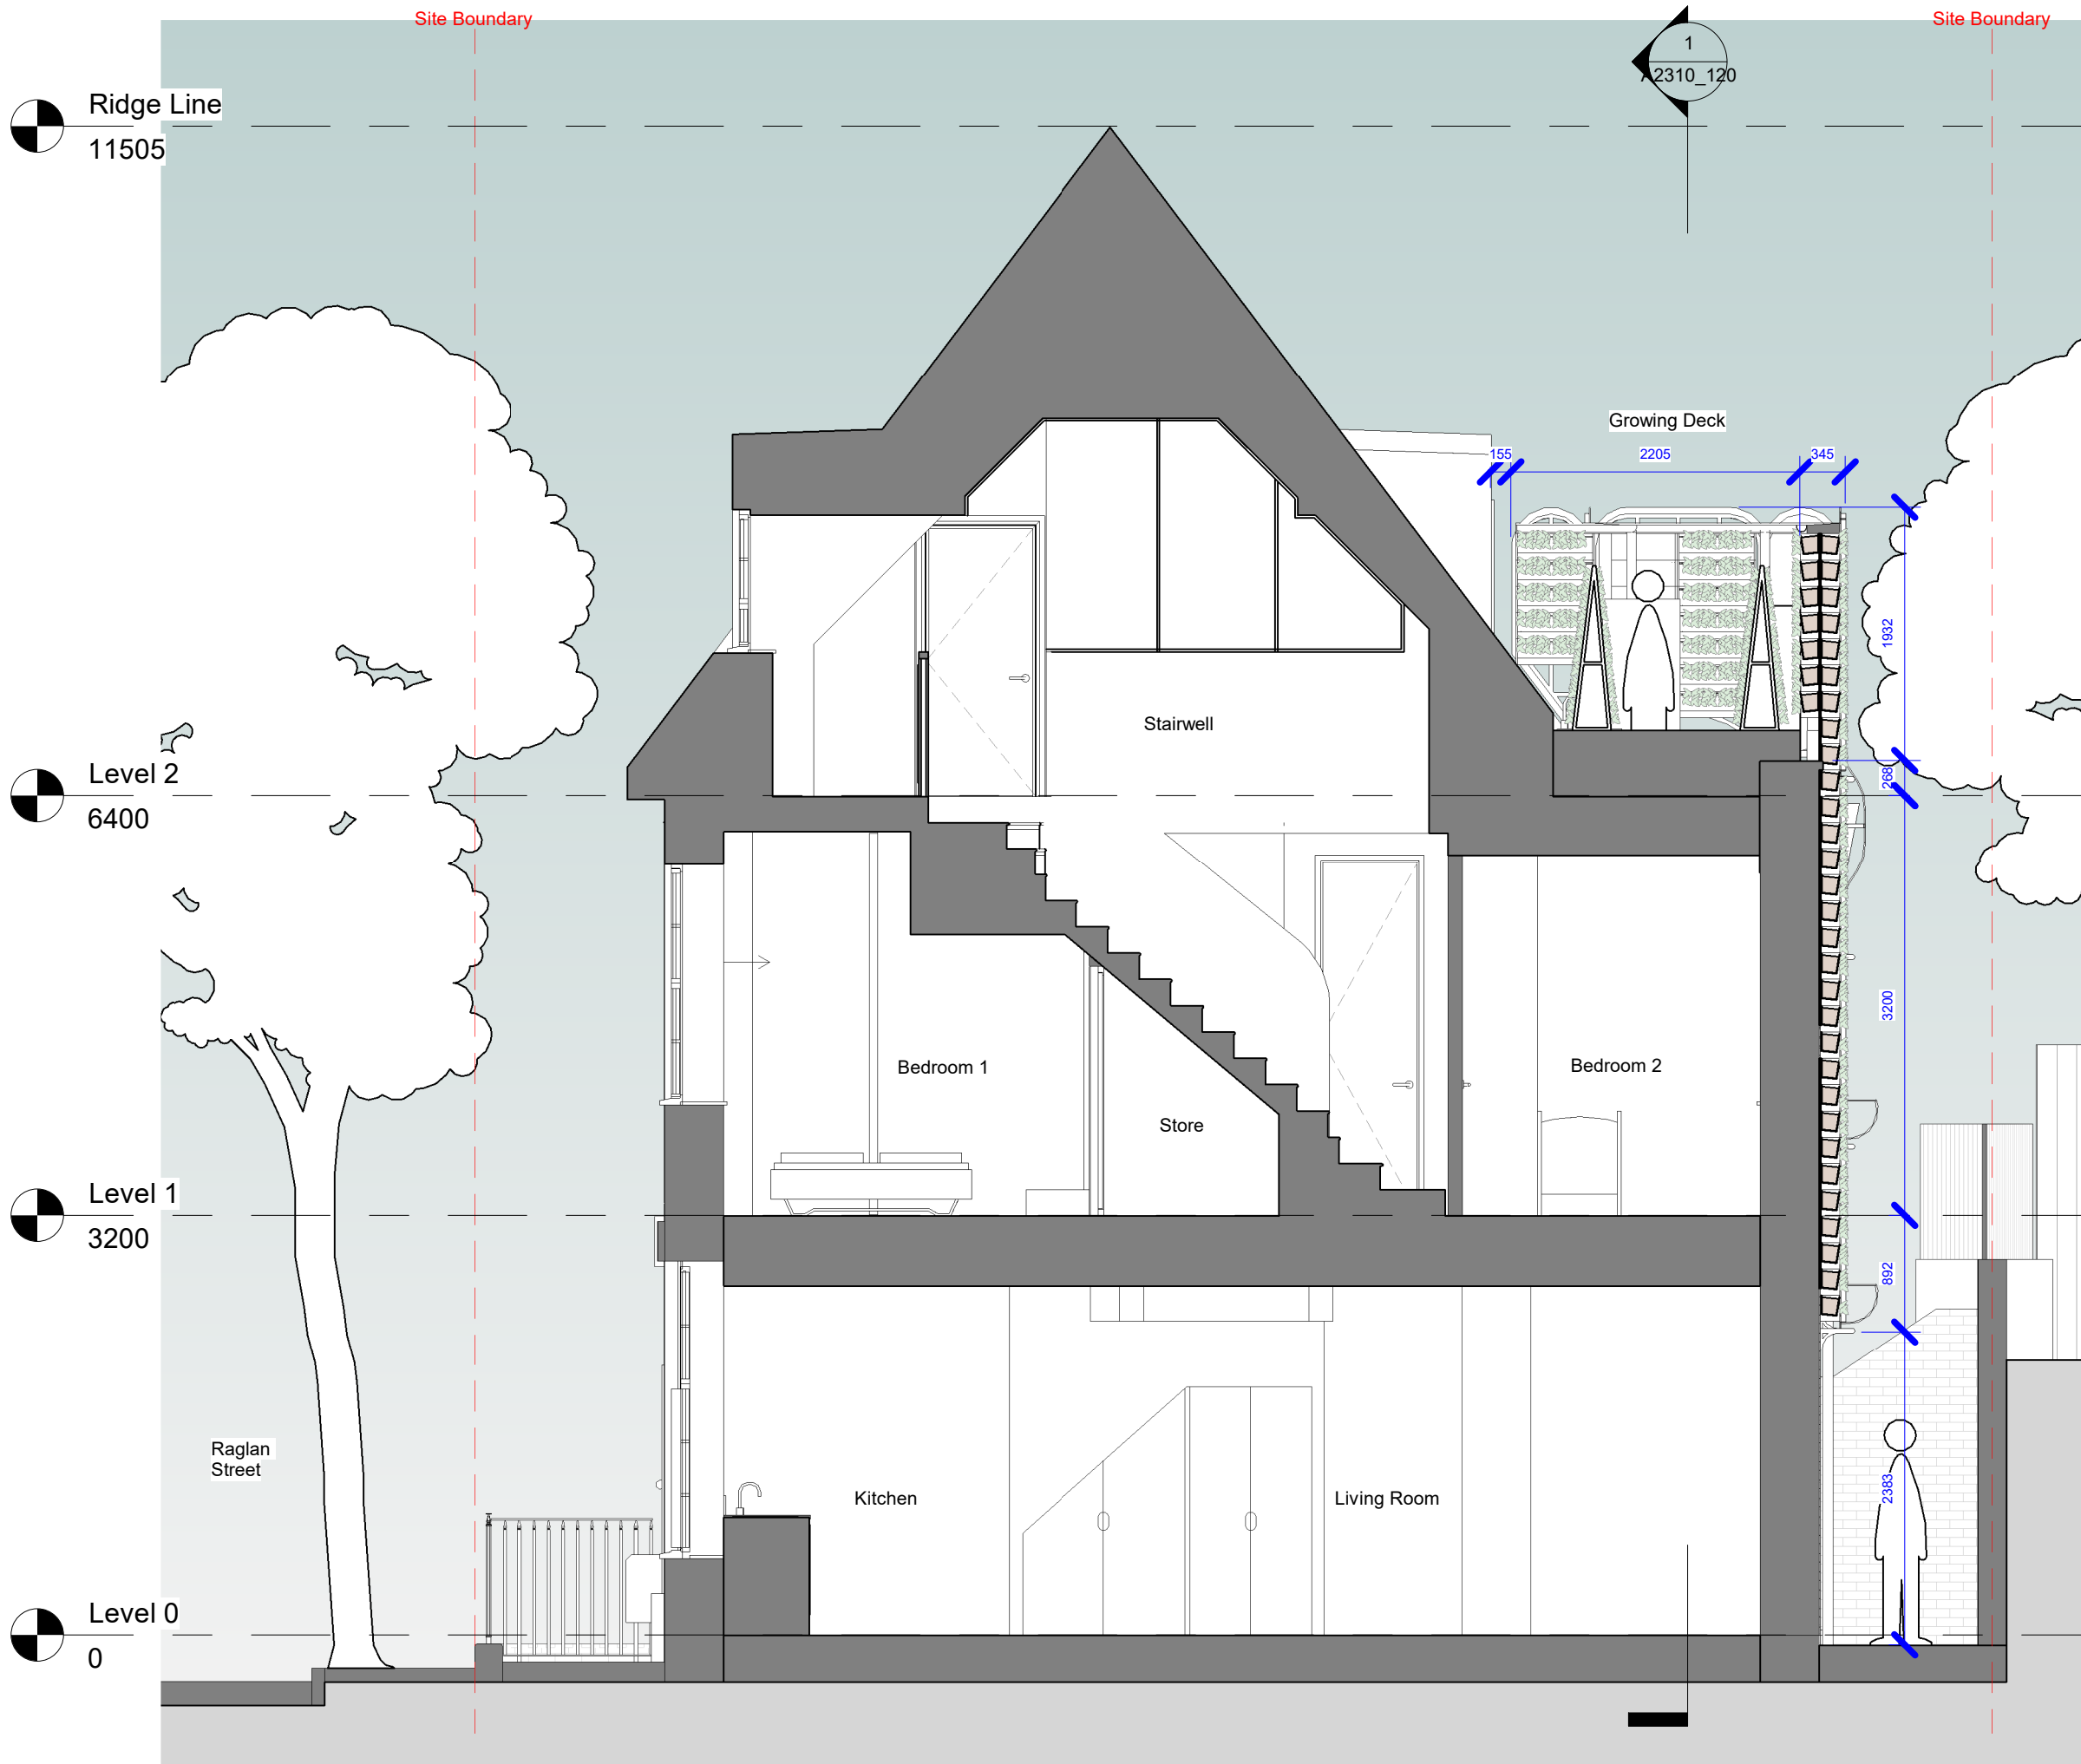 Site Boundary
Site Boundary
1
A2310_120
Ridge Line
11505
Growing Deck
155
2205
345
1932
Stairwell
Level 2
6400
268
3200
Bedroom 1
Bedroom 2
Store
Level 1
3200
892
Raglan
Street
Kitchen
Living Room
2383
Level 0
0